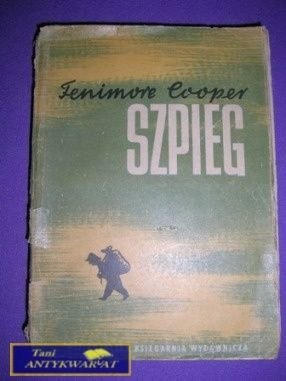 Fenimore Cooper
SZPIEG
KSIĘGARNIA WYDAWNICZA
Tani
ANTYKWARIAT